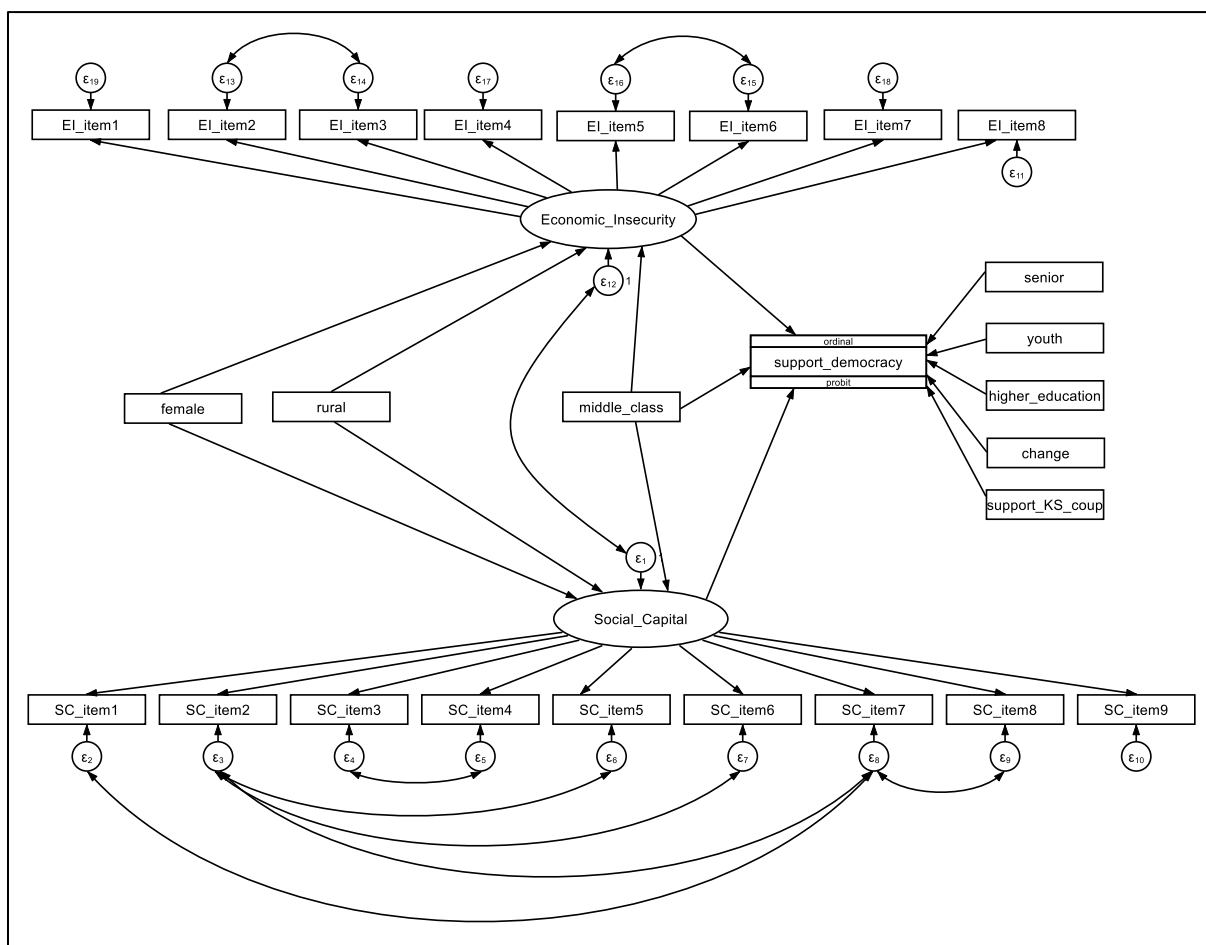 ε19 ε13 ε14 ε17 ε16 ε15 ε18
EI_item1 EI_item2 EI_item3 EI_item4 EI_item5 EI_item6 EI_item7 EI_item8
ε11
Economic_Insecurity
ε12 1
senior
ordinal
support_democracy
probit
youth
higher_education
female rural middle_class
change
support_KS_coup
ε1
Social_Capital
SC_item1 SC_item2 SC_item3 SC_item4 SC_item5 SC_item6 SC_item7 SC_item8 SC_item9
ε2 ε3 ε4 ε5 ε6 ε7 ε8 ε9 ε10